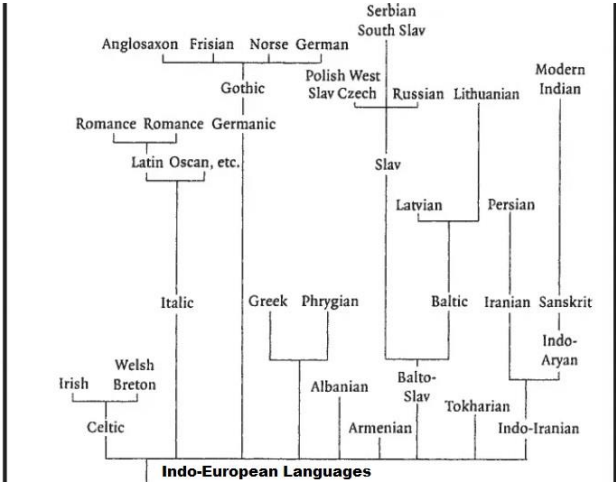 Serbian
South Slav
Anglosaxon Frisian Norse German
Polish West
Slav Czech
Russian
Lithuanian
Modern
Indian
Gothic
Romance Romance Germanic
Latin Oscan, etc.
Slav
Latvian
Persian
Italic
Greek Phrygian
Baltic
Iranian Sanskrit
Indo-
Aryan
Irish
Welsh
Breton
Albanian
Balto-
Slav
Tokharian
Celtic
Armenian
Indo-Iranian
Indo-European Languages